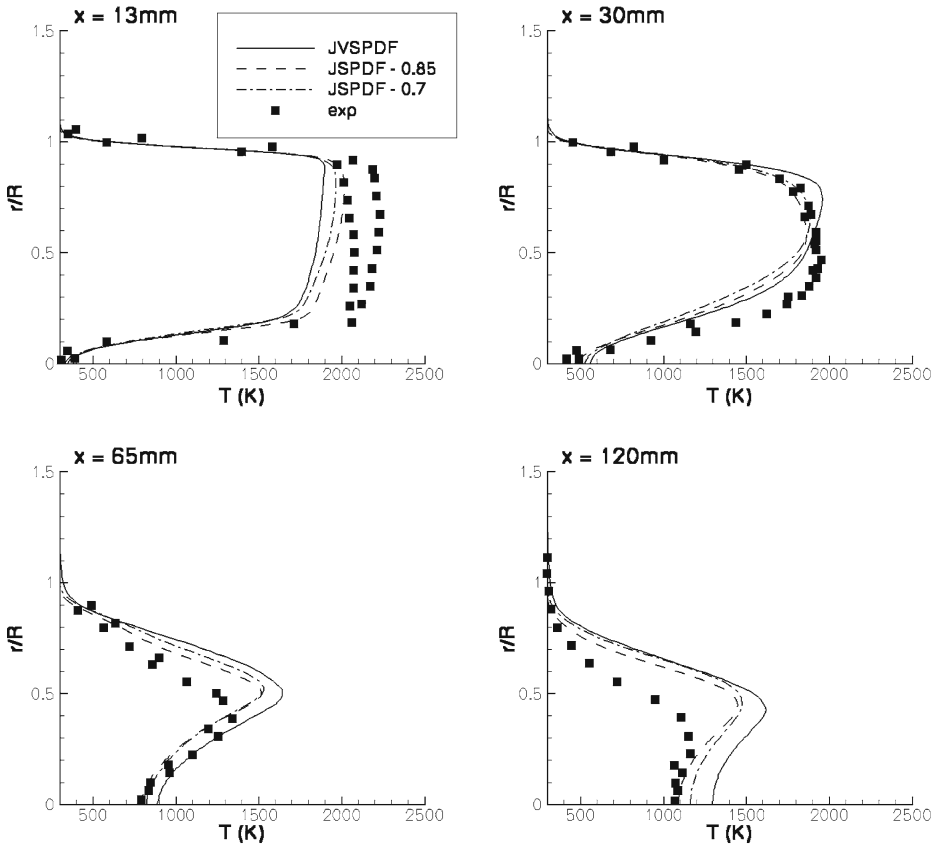 x = 13mm
x = 30mm
JVSPDF
JSPDF - 0.85
JSPDF - 0.7
exp
1.5
1
0.5
0
r/R
500
1000
1500
2000
2500
T (K)
1.5
1
0.5
0
r/R
500
1000
1500
2000
2500
T (K)
x = 65mm
x = 120mm
1.5
1
0.5
0
r/R
500
1000
1500
2000
2500
T (K)
1.5
1
0.5
0
r/R
500
1000
1500
2000
2500
T (K)